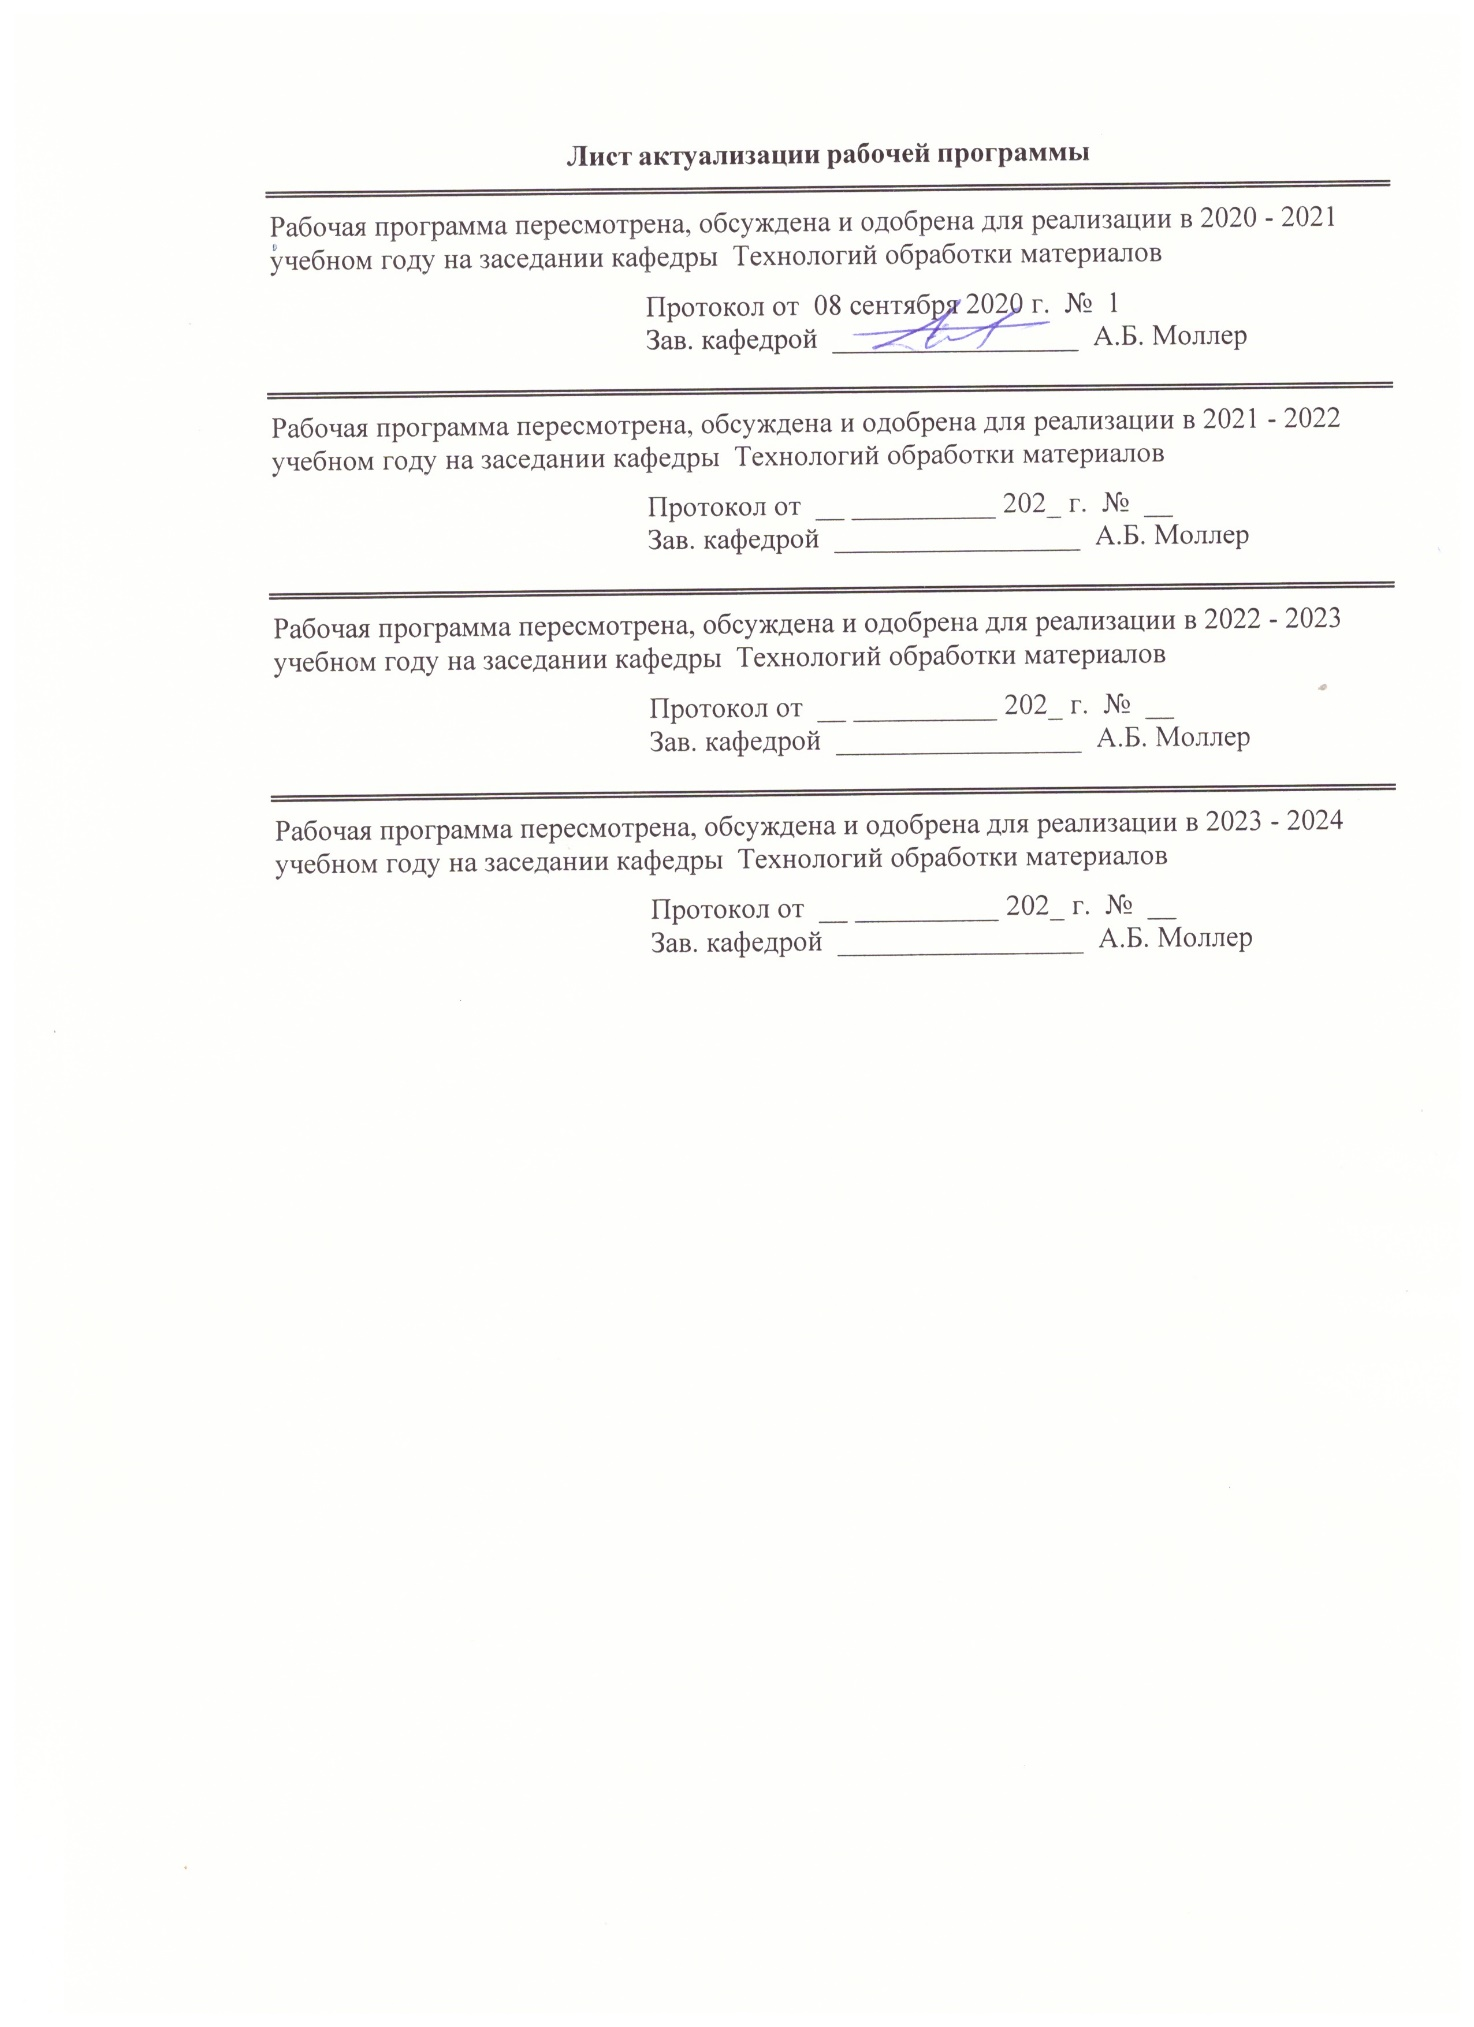 Лист актуализации рабочей программы
Рабочая программа пересмотрена, обсуждена и одобрена для реализации в 2020 - 2021
учебном году на заседании кафедры Технологий обработки материалов
Протокол от 08 сентября 2020 г. № 1
Зав. кафедрой _________________ А.Б. Моллер
Рабочая программа пересмотрена, обсуждена и одобрена для реализации в 2021 - 2022
учебном году на заседании кафедры Технологий обработки материалов
Протокол от __ __________ 202_ г. № __
Зав. кафедрой _________________ А.Б. Моллер
Рабочая программа пересмотрена, обсуждена и одобрена для реализации в 2022 - 2023
учебном году на заседании кафедры Технологий обработки материалов
Протокол от __ __________ 202_ г. № __
Зав. кафедрой _________________ А.Б. Моллер
Рабочая программа пересмотрена, обсуждена и одобрена для реализации в 2023 - 2024
учебном году на заседании кафедры Технологий обработки материалов
Протокол от __ __________ 202_ г. № __
Зав. кафедрой _________________ А.Б. Моллер